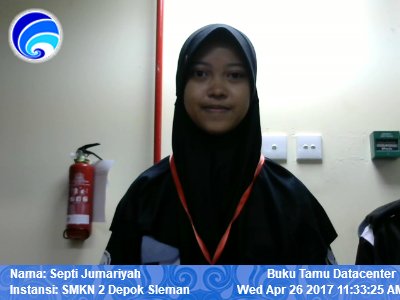 Nama: Septi Jumariyah
Buku Tamu Datacenter
Instansi: SMKN 2 Depok Sleman
Wed Apr 26 2017 11:33:25 AM